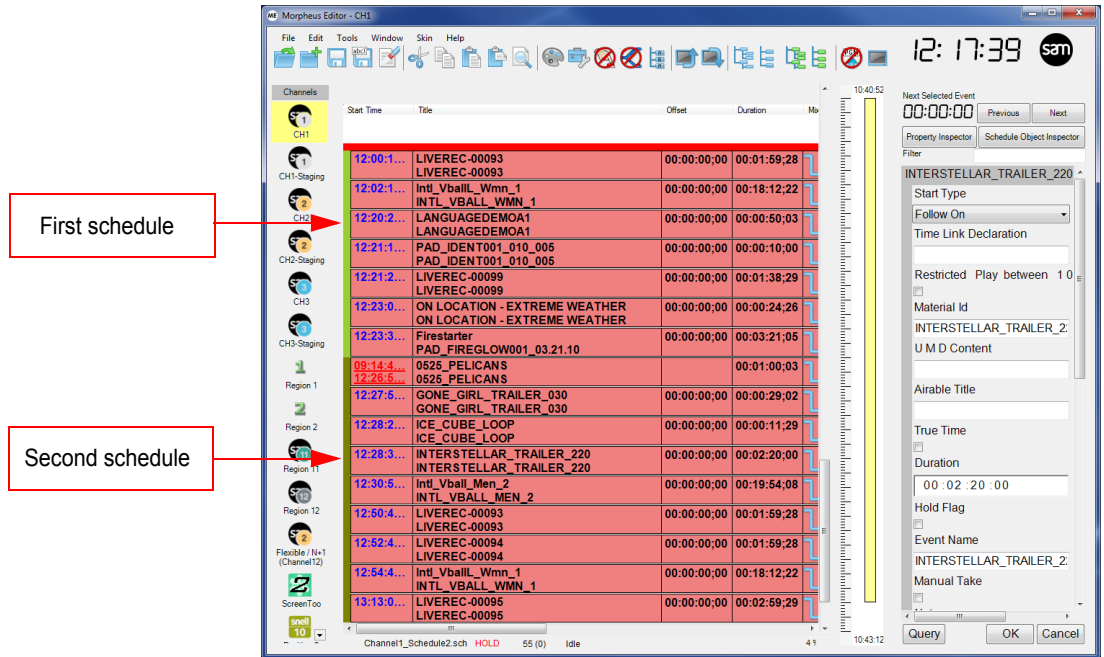 Morpheus Editor - CH1
File Edit Tools Window Skin Help
12:17:39
sam
Channels
CH1
CH1-Staging
CH2
CH2-Staging
CH3
CH3-Staging
Region 1
Region 2
Region 11
Region 12
Flexible / N+1
(Channel12)
ScreenToo
snell
10
First schedule
Second schedule
Start Time Title Offset Duration
12:00:1... LIVEREC-00093 00:00:00;00 00:01:59;28
LIVEREC-00093
12:02:1... Intl_VballL_Wmn_1 00:00:00;00 00:18:12;22
INTL_VBALL_WMN_1
12:20:2... LANGUAGEDEMOA1 00:00:00;00 00:00:50;03
LANGUAGEDEMOA1
12:21:1... PAD_IDENT001_010_005 00:00:00;00 00:00:10;00
PAD_IDENT001_010_005
12:21:2... LIVEREC-00099 00:00:00;00 00:01:38;29
LIVEREC-00099
12:23:0... ON LOCATION - EXTREME WEATHER 00:00:00;00 00:00:24;26
ON LOCATION - EXTREME WEATHER
12:23:3... Firestarter 00:00:00;00 00:03:21;05
PAD_FIREGLOW001_03.21.10
09:14:4... 0525_PELICANS 00:01:00;03
12:26:5... 0525_PELICANS
12:27:5... GONE_GIRL_TRAILER_030 00:00:00;00 00:00:29;02
GONE_GIRL_TRAILER_030
12:28:2... ICE_CUBE_LOOP 00:00:00;00 00:00:11;29
ICE_CUBE_LOOP
12:28:3... INTERSTELLAR_TRAILER_220 00:00:00;00 00:02:20;00
INTERSTELLAR_TRAILER_220
12:30:5... Intl_Vball_Men_2 00:00:00;00 00:19:54;08
INTL_VBALL_MEN_2
12:50:4... LIVEREC-00093 00:00:00;00 00:01:59;28
LIVEREC-00093
12:52:4... LIVEREC-00094 00:00:00;00 00:01:59;28
LIVEREC-00094
12:54:4... Intl_VballL_Wmn_1 00:00:00;00 00:18:12;22
INTL_VBALL_WMN_1
13:13:0... LIVEREC-00095 00:00:00;00 00:02:59;29
LIVEREC-00095
Channel1_Schedule2.sch HOLD 55 (0) Idle
10:40:52
10:43:12
Next Selected Event
00:00:00 Previous Next
Property Inspector Schedule Object Inspector
Filter
INTERSTELLAR_TRAILER_220
Start Type
Follow On
Time Link Declaration
Restricted Play between 1 0
Material Id
INTERSTELLAR_TRAILER_2
U M D Content
Airable Title
True Time
Duration
00 :02 :20 :00
Hold Flag
Event Name
INTERSTELLAR_TRAILER_2
Manual Take
Query OK Cancel